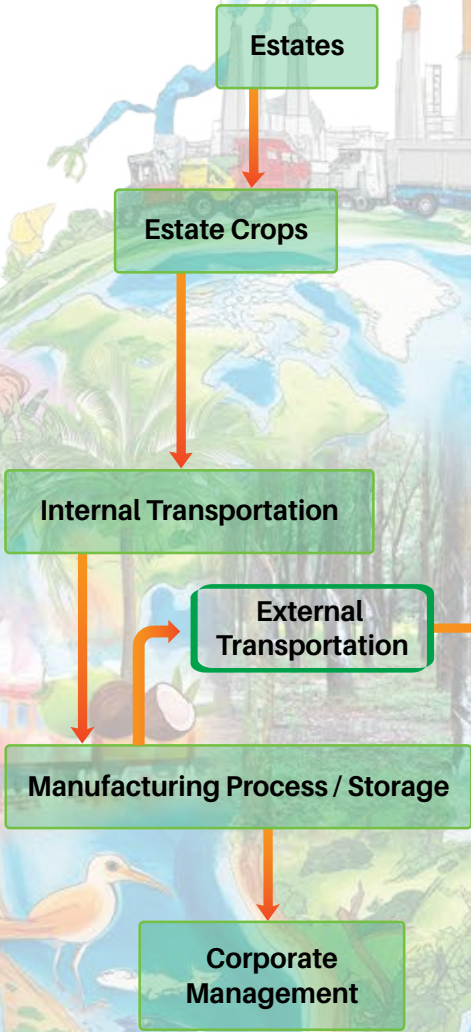 Estates
Estate Crops
Internal Transportation
External
Transportation
Manufacturing Process / Storage
Corporate
Management